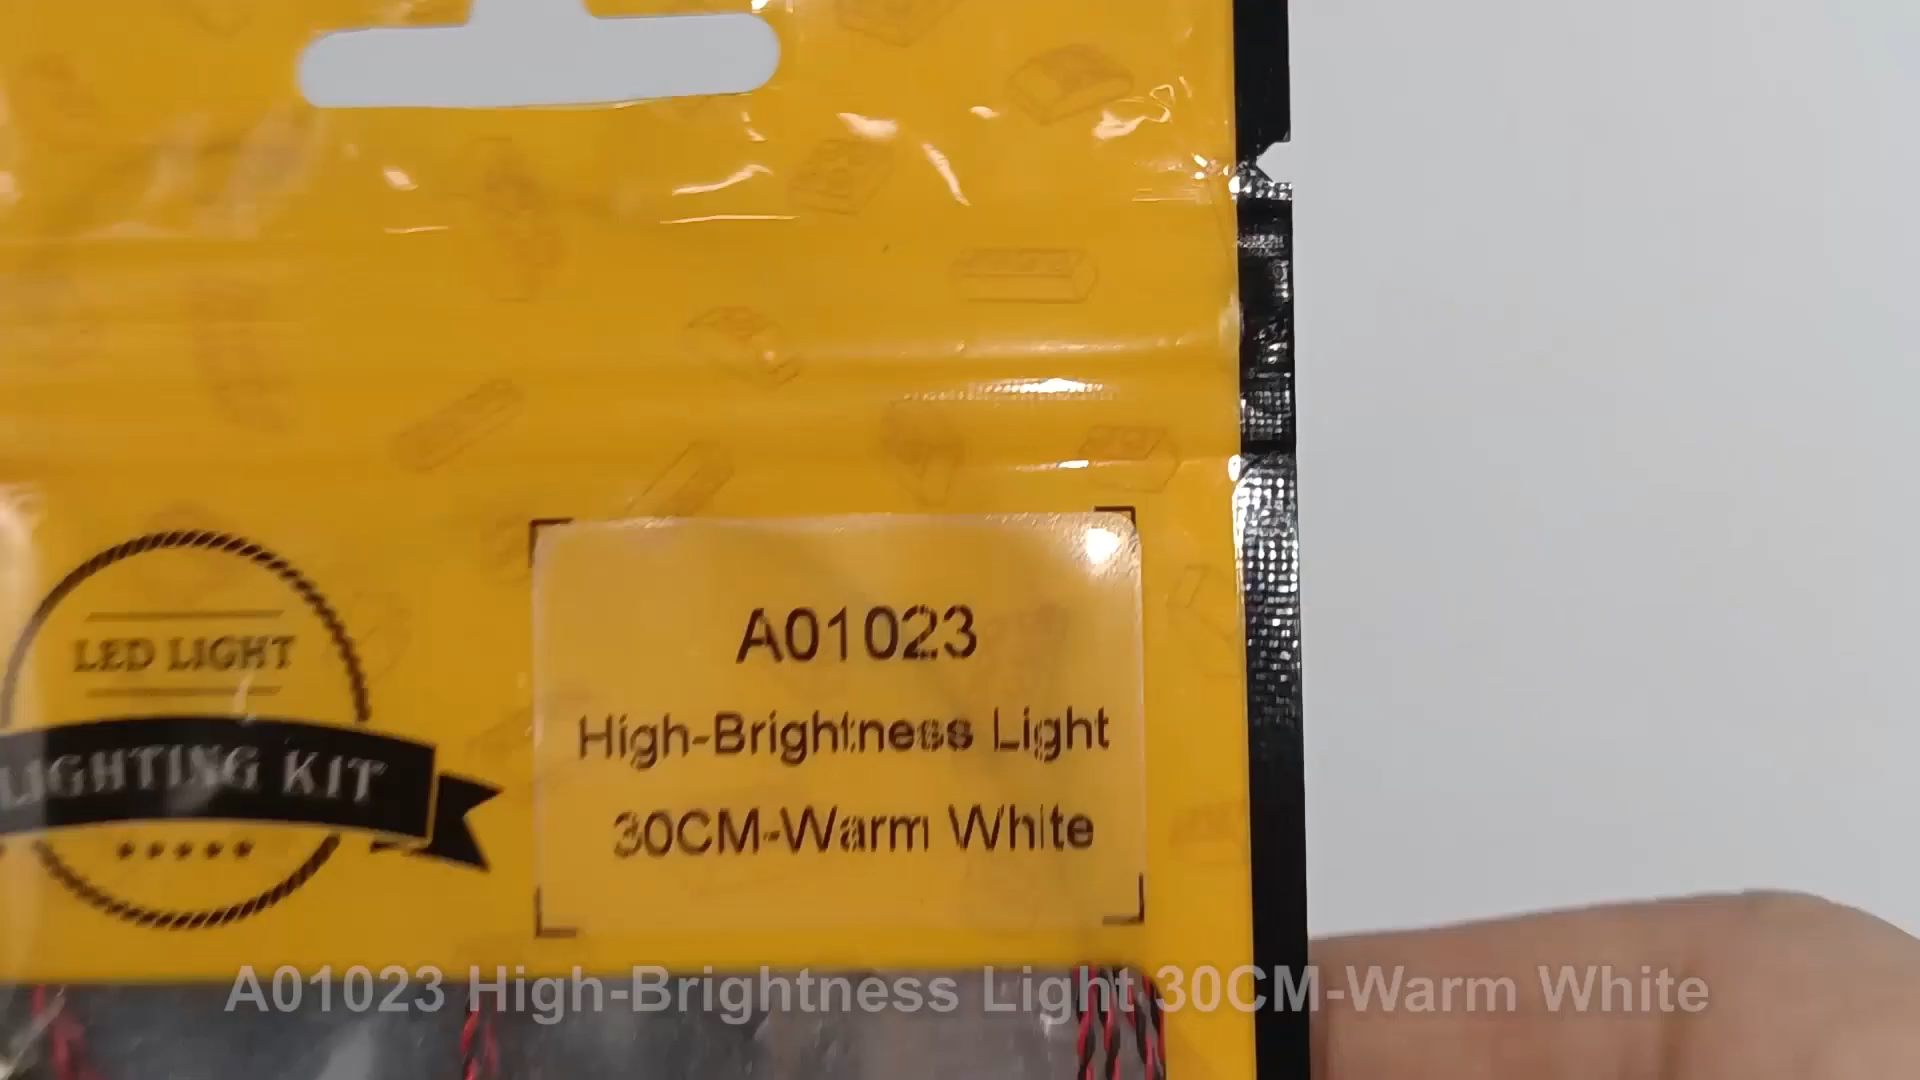 LED LIGHT
LIGHTING KIT
A01023
High-Brightness Light
30CM-Warm White
A01023 High-Brightness Light 30CM-Warm White